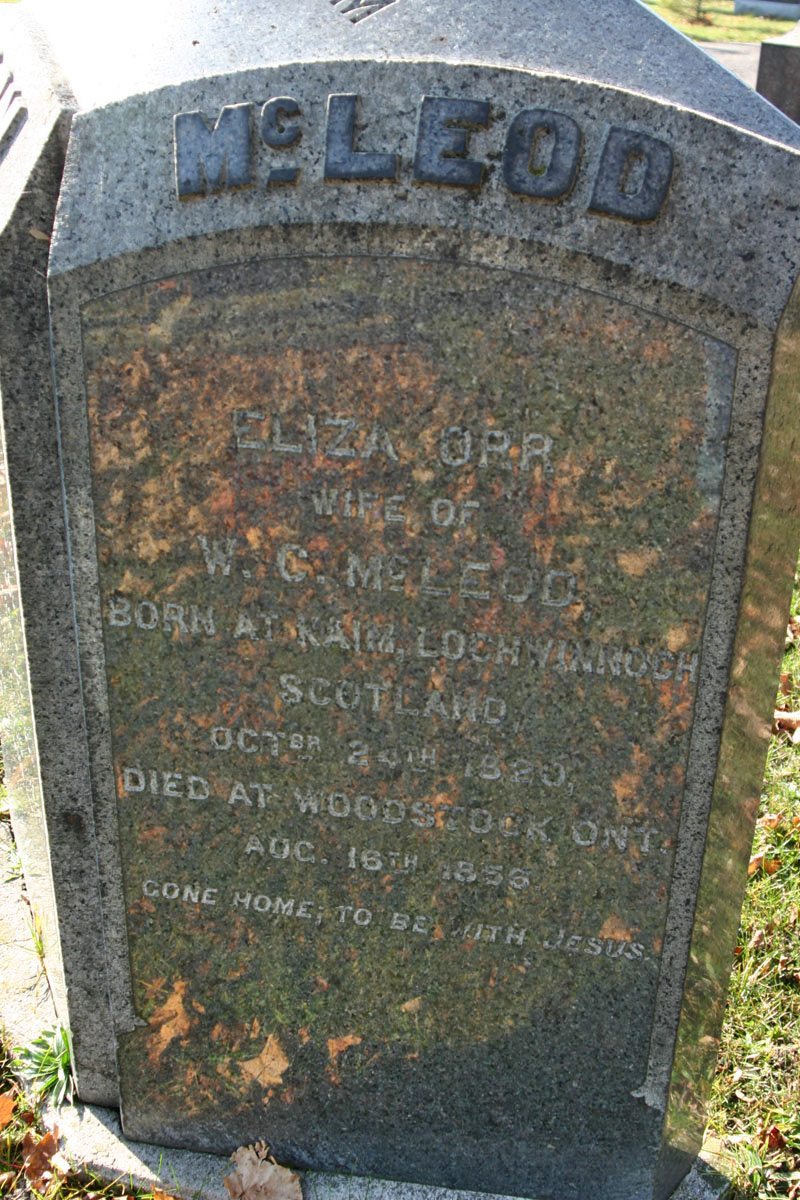 McLEOD
ELIZA ORR
WIFE OF
W. C. McLEOD,
BORN AT KAIM, LOCHWINNOCH
SCOTLAND,
OCTBR 24TH 1820,
DIED AT WOODSTOCK ONT.
AUG. 16TH
GONE HOME; TO BE WITH JESUS.